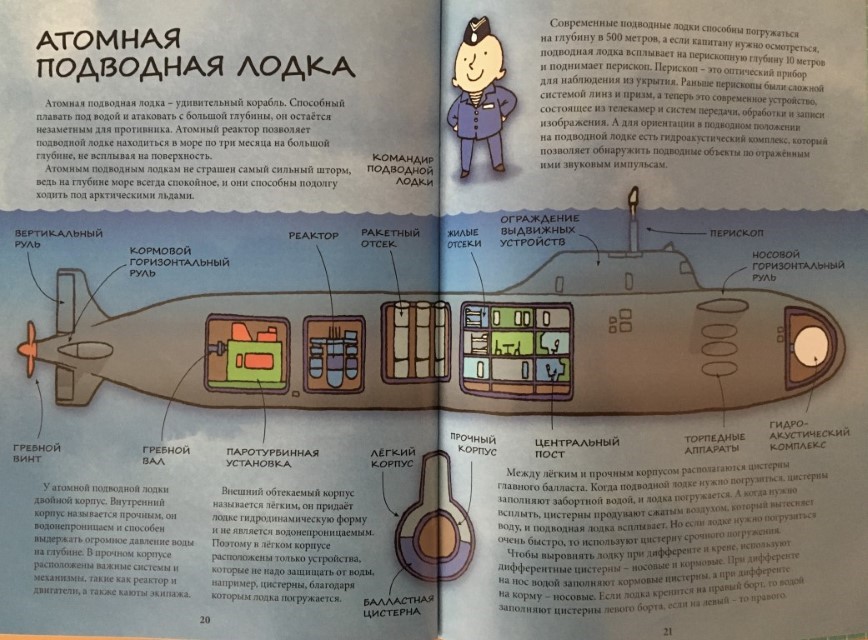 АТОМНАЯ
ПОДВОДНАЯ ЛОДКА
Атомная подводная лодка – удивительный корабль. Способный
плавать под водой и атаковать с большой глубины, он остаётся
незаметным для противника. Атомный реактор позволяет
подводной лодке находиться в море по три месяца на большой
глубине, не всплывая на поверхность.
Атомным подводным лодкам не страшен самый сильный шторм,
ведь на глубине море всегда спокойное, и они способны подолгу
ходить под арктическими льдами.
КОМАНДИР
ПОДВОДНОЙ
ЛОДКИ
Современные подводные лодки способны погружаться
на глубину в 500 метров, а если капитану нужно осмотреться,
подводная лодка всплывает на перископную глубину 10 метров
и поднимает перископ. Перископ – это оптический прибор
для наблюдения из укрытия. Раньше перископы были сложной
системой линз и призм, а теперь это современное устройство,
состоящее из телекамер и систем передачи, обработки и записи
изображения. А для ориентации в подводном положении
на подводной лодке есть гидроакустический комплекс, который
позволяет обнаружить подводные объекты по отражённым
ими звуковым импульсам.
ВЕРТИКАЛЬНЫЙ
РУЛЬ
КОРМОВОЙ
ГОРИЗОНТАЛЬНЫЙ
РУЛЬ
РЕАКТОР
РАКЕТНЫЙ
ОТСЕК
ЖИЛЫЕ
ОТСЕКИ
ОГРАЖДЕНИЕ
ВЫДВИЖНЫХ
УСТРОЙСТВ
ПЕРИСКОП
НОСОВОЙ
ГОРИЗОНТАЛЬНЫЙ
РУЛЬ
ГРЕБНОЙ
ВИНТ
ГРЕБНОЙ
ВАЛ
ПАРОТУРБИННАЯ
УСТАНОВКА
ЛЁГКИЙ
КОРПУС
ПРОЧНЫЙ
КОРПУС
ЦЕНТРАЛЬНЫЙ
ПОСТ
ТОРПЕДНЫЕ
АППАРАТЫ
ГИДРО-
АКУСТИЧЕСКИЙ
КОМПЛЕКС
У атомной подводной лодки
двойной корпус. Внутренний
корпус называется прочным, он
водонепроницаем и способен
выдержать огромное давление воды
на глубине. В прочном корпусе
расположены важные системы и
механизмы, такие как реактор и
двигатели, а также каюты экипажа.
Внешний обтекаемый корпус
называется лёгким, он придаёт
лодке гидродинамическую форму
и не является водонепроницаемым.
Поэтому в лёгком корпусе
расположены только устройства,
которые не надо защищать от воды,
например, цистерны, благодаря
которым лодка погружается.
БАЛЛАСТНАЯ
ЦИСТЕРНА
Между лёгким и прочным корпусом располагаются цистерны
главного балласта. Когда подводной лодке нужно погрузиться, цистерны
заполняют забортной водой, и лодка погружается. А когда нужно
всплыть, цистерны продувают сжатым воздухом, который вытесняет
воду, и подводная лодка всплывает. Но если лодке нужно погрузиться
очень быстро, то используют цистерну срочного погружения.
Чтобы выровнять лодку при дифференте и крене, используют
дифферентные цистерны – носовые и кормовые. При дифференте
на нос водой заполняют кормовые цистерны, а при дифференте
на корму – носовые. Если лодка кренится на правый борт, то водой
заполняют цистерны левого борта, если на левый – то правого.
20
21